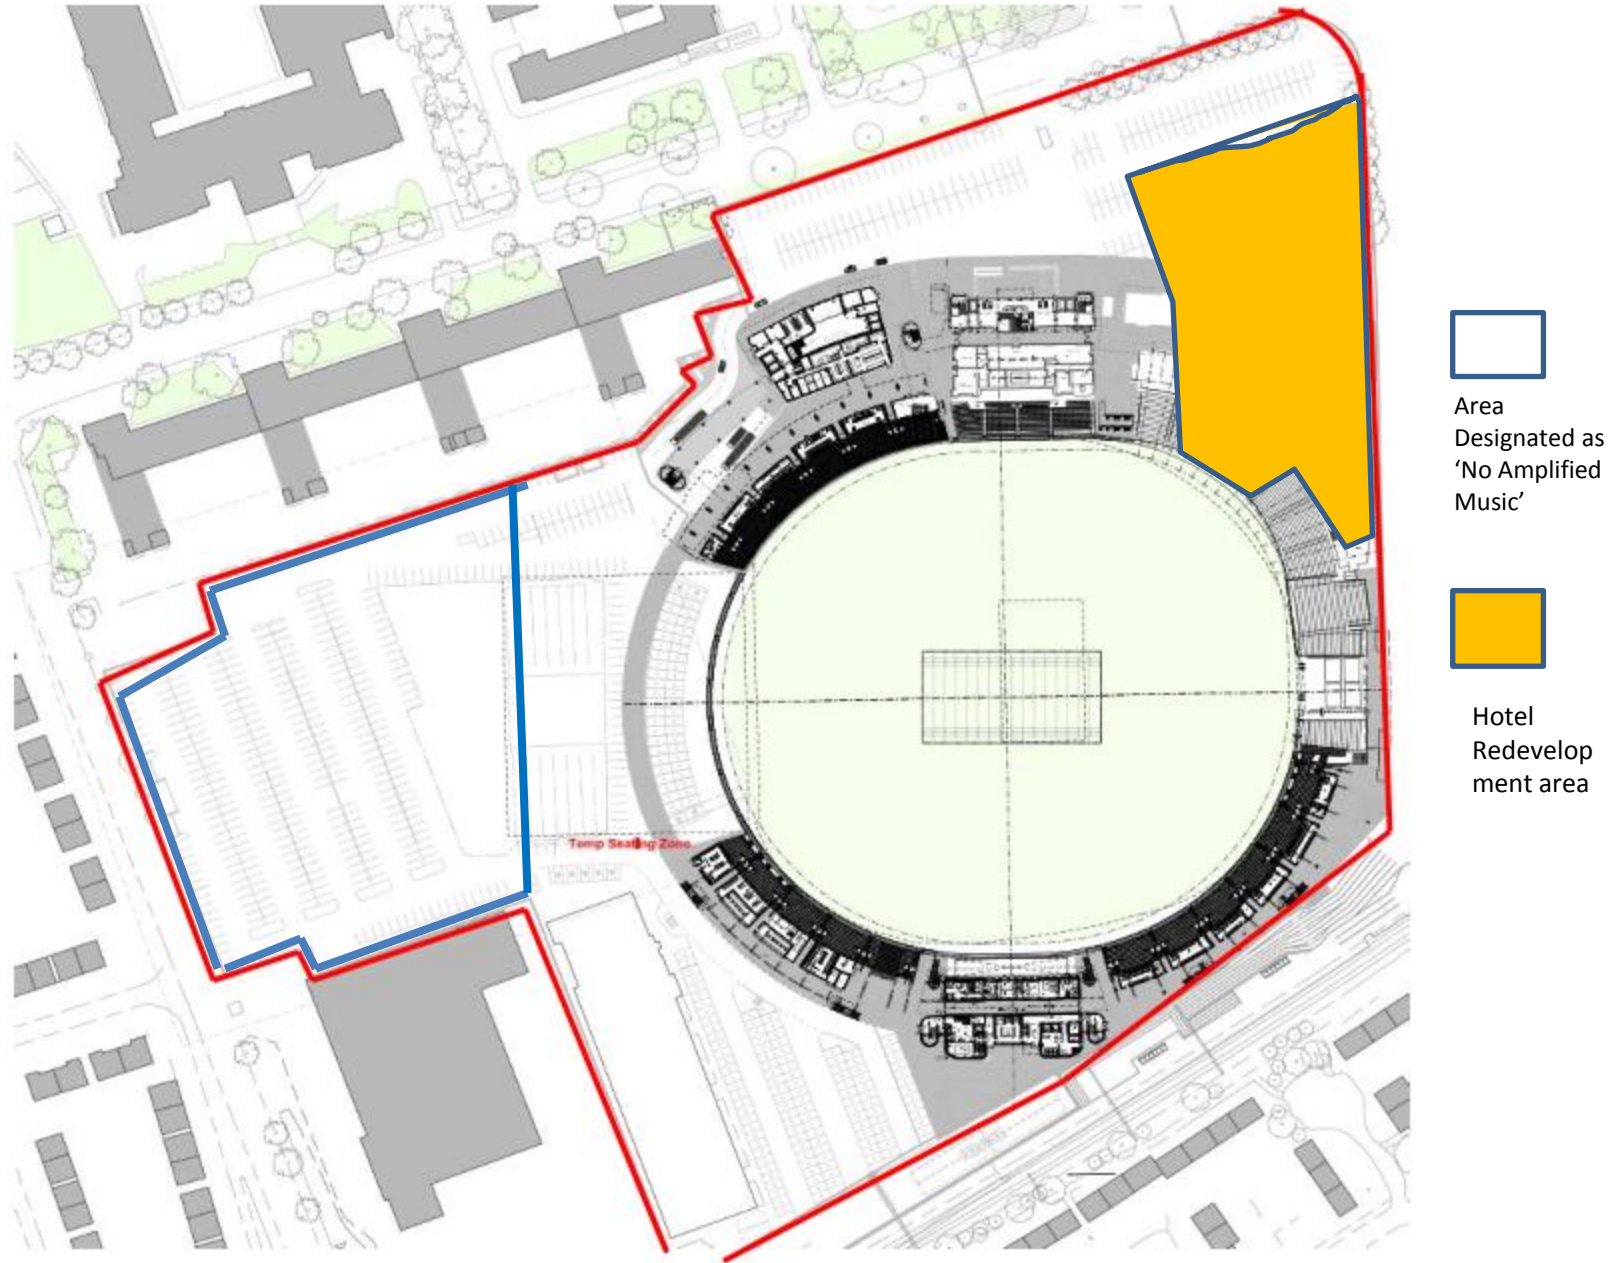 Area
Designated as
‘No Amplified
Music’
Hotel
Redevelop
ment area
Temp Seating Zone